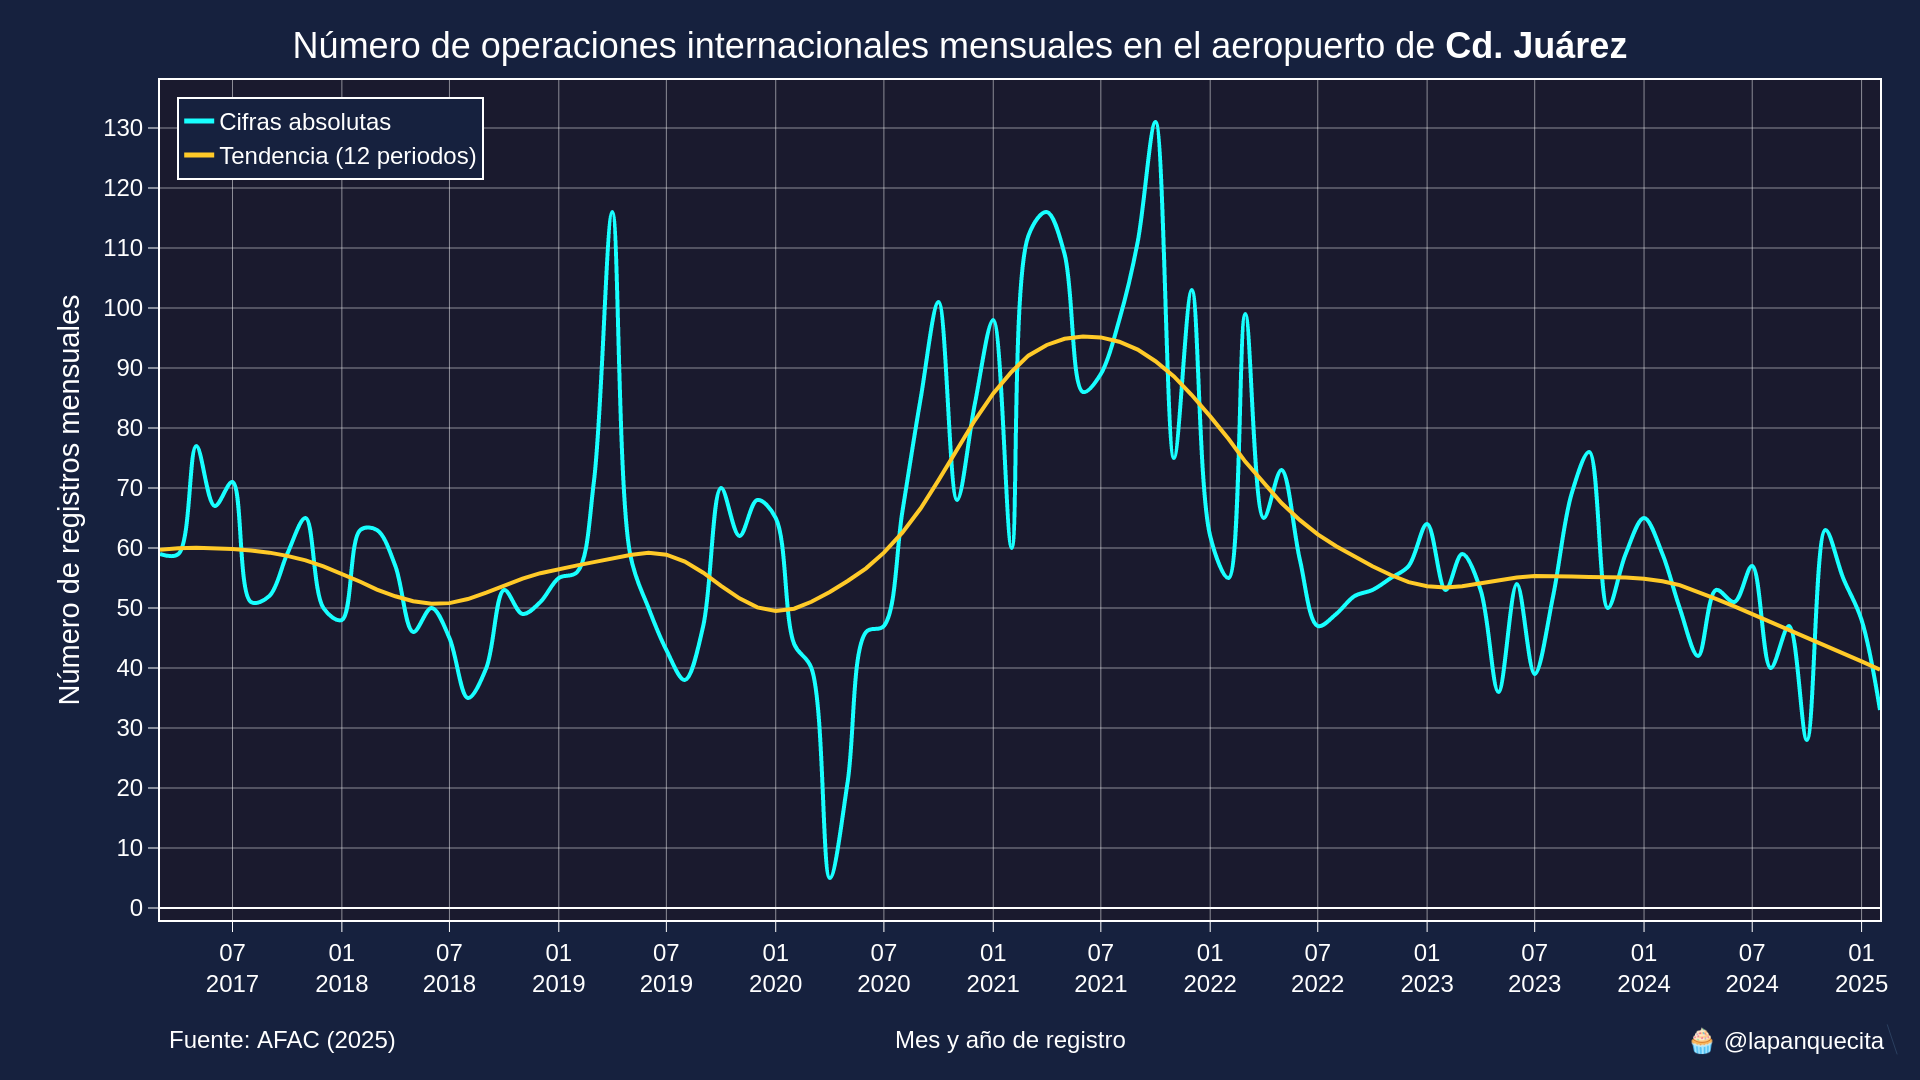 Número de operaciones internacionales mensuales en el aeropuerto de Cd. Juárez
Cifras absolutas
Tendencia (12 periodos)
Número de registros mensuales
130
120
110
100
90
80
70
60
50
40
30
20
10
0
07 01 07 01 07 01 07 01 07 01 07 01 07 01 07 01
2017 2018 2018 2019 2019 2020 2020 2021 2021 2022 2022 2023 2023 2024 2024 2025
Fuente: AFAC (2025)
Mes y año de registro
🧁 @lapanquecita